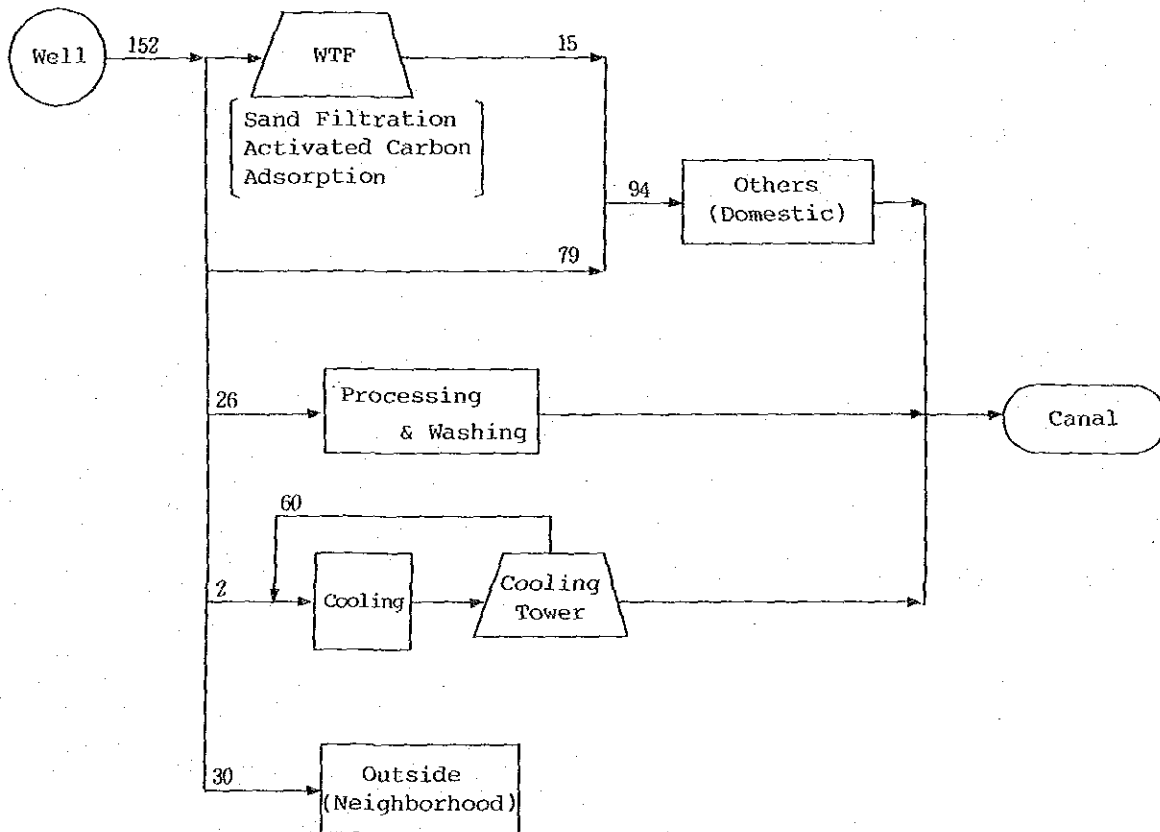 Well
152
WTF
15
Sand Filtration
Activated Carbon
Adsorption
94
Others
(Domestic)
79
26
Processing
& Washing
Canal
60
2
Cooling
Cooling
Tower
30
Outside
(Neighborhood)